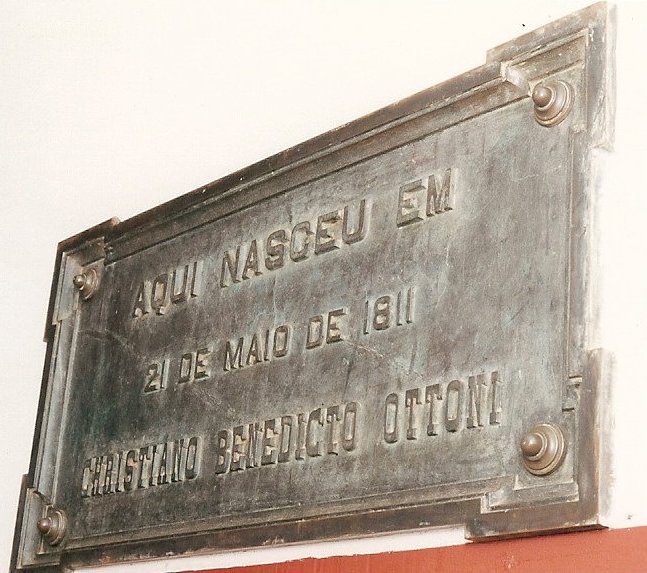 AQUI NASCEU EM
21 DE MAIO DE 1811
CHRISTIANO BENEDICTO OTTONI